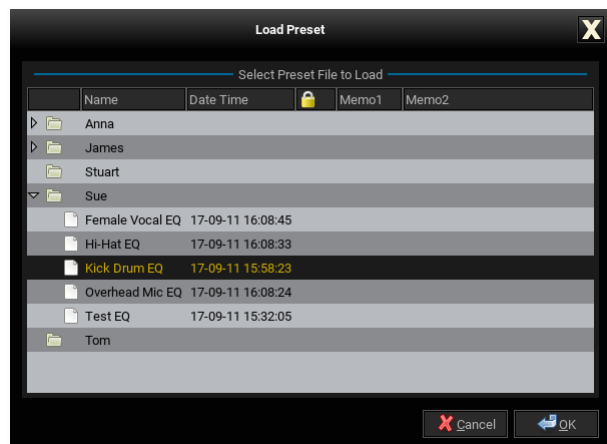 Load Preset
X
Select Preset File to Load
Name Date Time Memo1 Memo2
Anna
James
Stuart
Sue
Female Vocal EQ 17-09-11 16:08:45
Hi-Hat EQ 17-09-11 16:08:33
Kick Drum EQ 17-09-11 15:58:23
Overhead Mic EQ 17-09-11 16:08:24
Test EQ 17-09-11 15:32:05
Tom
Cancel OK